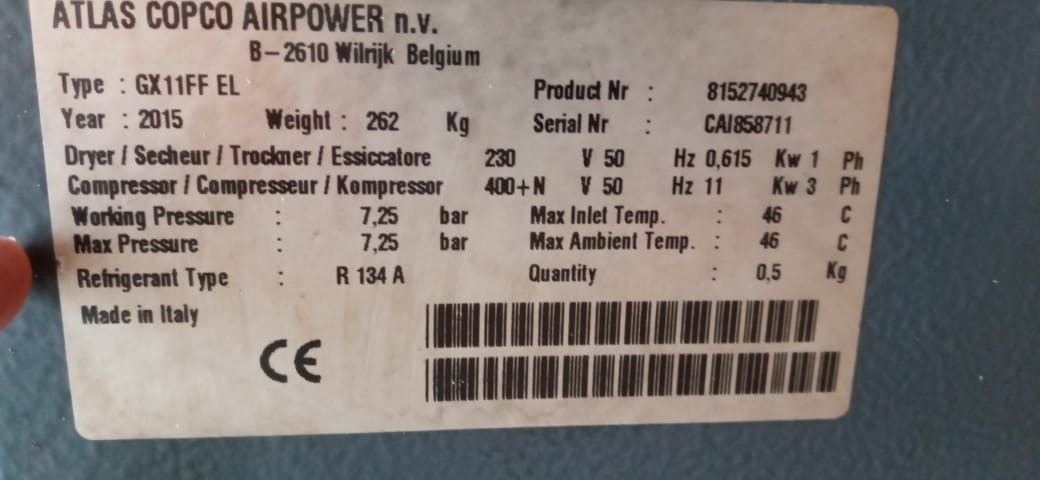 ATLAS COPCO AIRPOWER n.v.
B-2610 Wilrijk Belgium
Type : GX11FF EL Product Nr : 8152740943
Year : 2015 Weight : 262 Kg Serial Nr : CAI858711
Dryer / Secheur / Trockner / Essiccatore 230 V 50 Hz 0,615 Kw 1 Ph
Compressor / Compresseur / Kompressor 400+N V 50 Hz 11 Kw 3 Ph
Working Pressure : 7,25 bar Max Inlet Temp. : 46 C
Max Pressure : 7,25 bar Max Ambient Temp. : 46 C
Refrigerant Type : R 134 A Quantity : 0,5 Kg
Made in Italy
CE